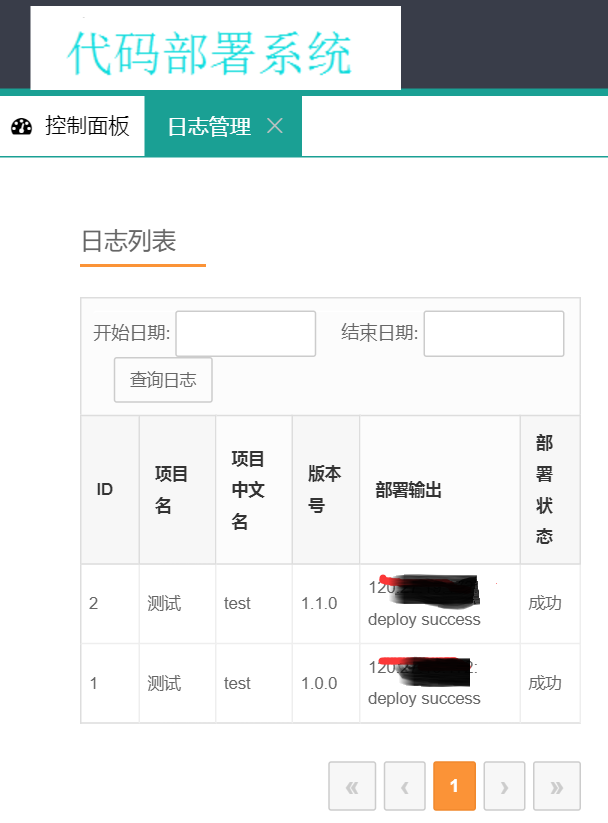 代码部署系统
控制面板 日志管理
日志列表
开始日期: 结束日期:
查询日志
ID 项目名 项目中文名 版本号 部署输出 部署状态
2 测试 test 1.1.0 120. deploy success 成功
1 测试 test 1.0.0 120.2 2: deploy success 成功
« ‹ 1 › »